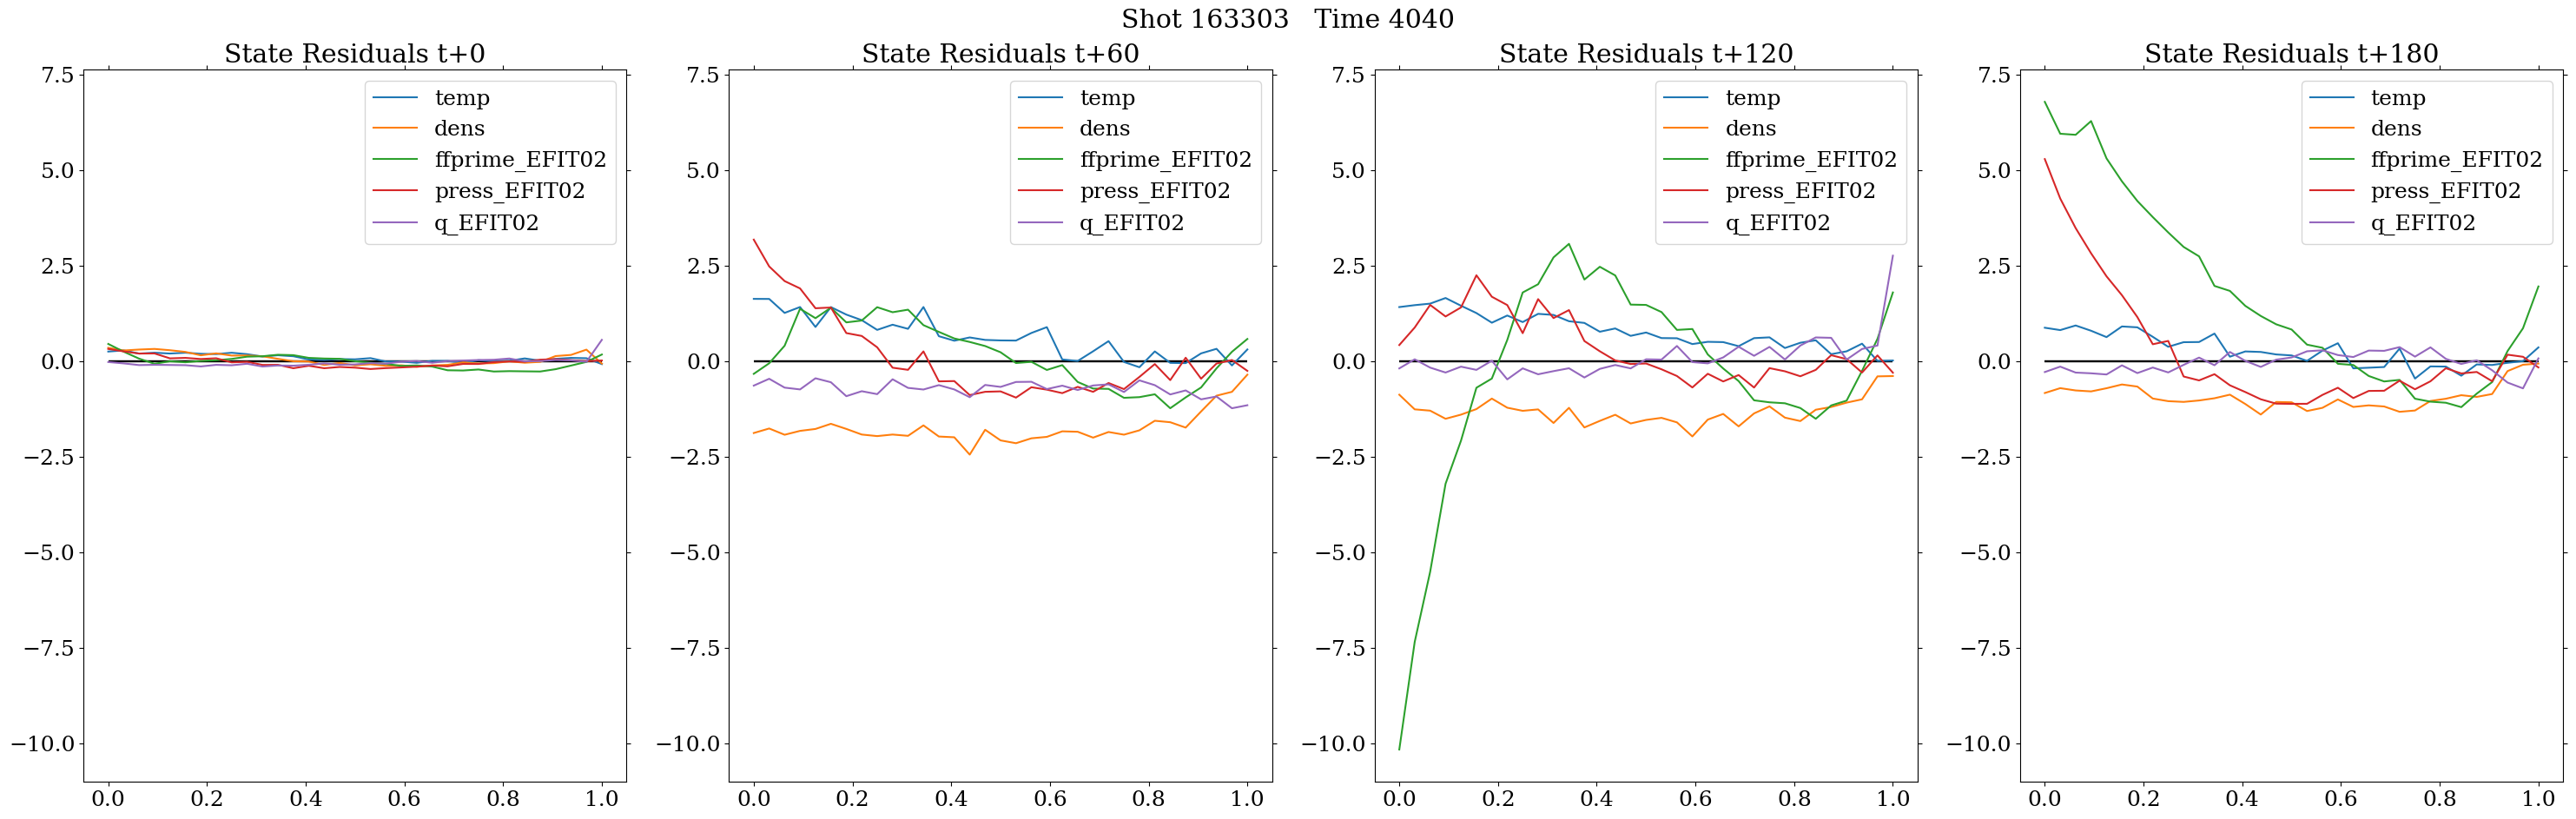 Shot 163303   Time 4040
State Residuals t+0
7.5
5.0
2.5
0.0
−2.5
−5.0
−7.5
−10.0
0.0 0.2 0.4 0.6 0.8 1.0
temp
dens
ffprime_EFIT02
press_EFIT02
q_EFIT02
State Residuals t+60
7.5
5.0
2.5
0.0
−2.5
−5.0
−7.5
−10.0
0.0 0.2 0.4 0.6 0.8 1.0
temp
dens
ffprime_EFIT02
press_EFIT02
q_EFIT02
State Residuals t+120
7.5
5.0
2.5
0.0
−2.5
−5.0
−7.5
−10.0
0.0 0.2 0.4 0.6 0.8 1.0
temp
dens
ffprime_EFIT02
press_EFIT02
q_EFIT02
State Residuals t+180
7.5
5.0
2.5
0.0
−2.5
−5.0
−7.5
−10.0
0.0 0.2 0.4 0.6 0.8 1.0
temp
dens
ffprime_EFIT02
press_EFIT02
q_EFIT02